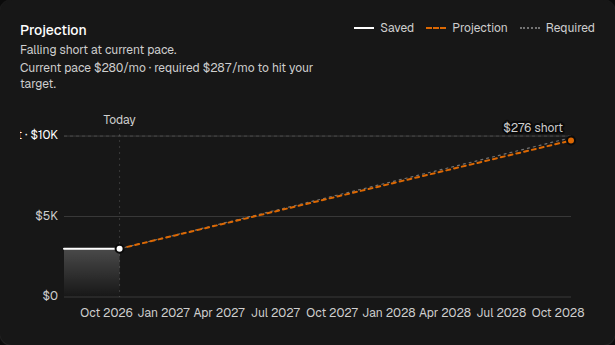 Projection
Saved
Projection
Required
Falling short at current pace.
Current pace $280/mo · required $287/mo to hit your
target.
Today
$276 short
· $10K
$5K
$0
Oct 2026 Jan 2027 Apr 2027 Jul 2027 Oct 2027 Jan 2028 Apr 2028 Jul 2028 Oct 2028